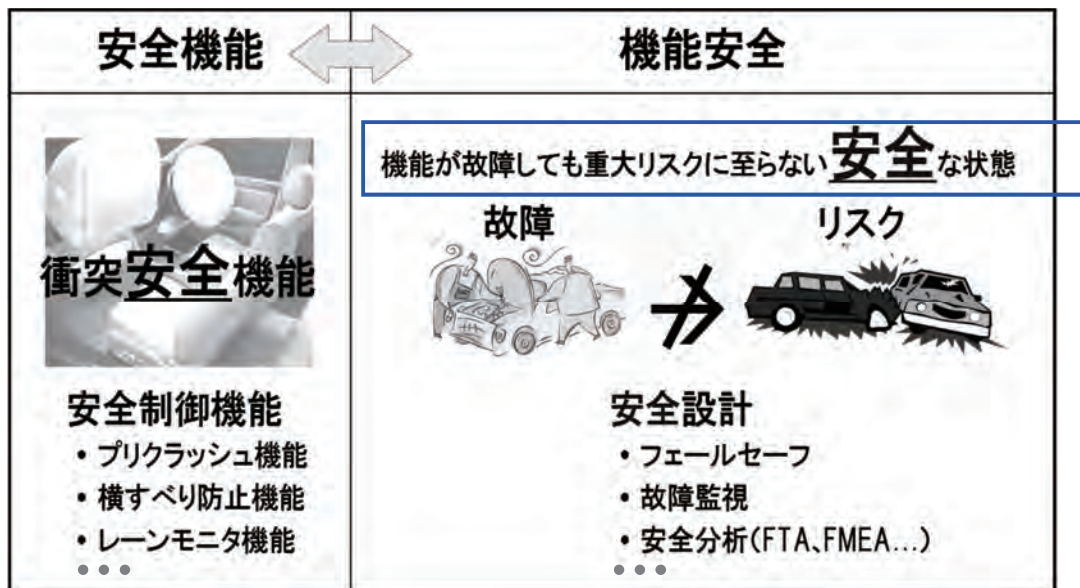 安全機能
機能安全
衝突安全機能
安全制御機能
・プリクラッシュ機能
・横すべり防止機能
・レーンモニタ機能
●●●
機能が故障しても重大リスクに至らない安全な状態
故障
リスク
安全設計
・フェールセーフ
・故障監視
・安全分析(FTA、FMEA...)
●●●